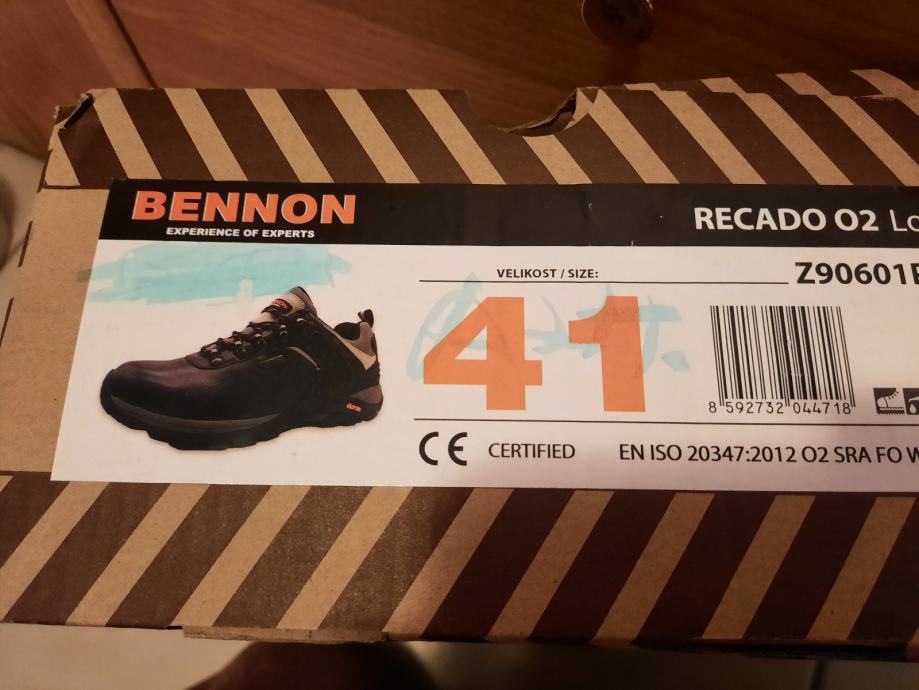 BENNON
EXPERIENCE OF EXPERTS
RECADO O2
VELIKOST / SIZE:
Z90601
41
8 592732 044718
CE CERTIFIED
EN ISO 20347:2012 O2 SRA FO